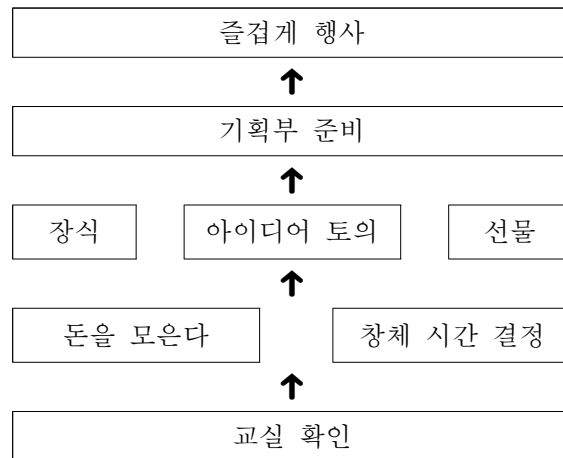 즐겁게 행사
기획부 준비
장식 아이디어 토의 선물
돈을 모은다 창체 시간 결정
교실 확인